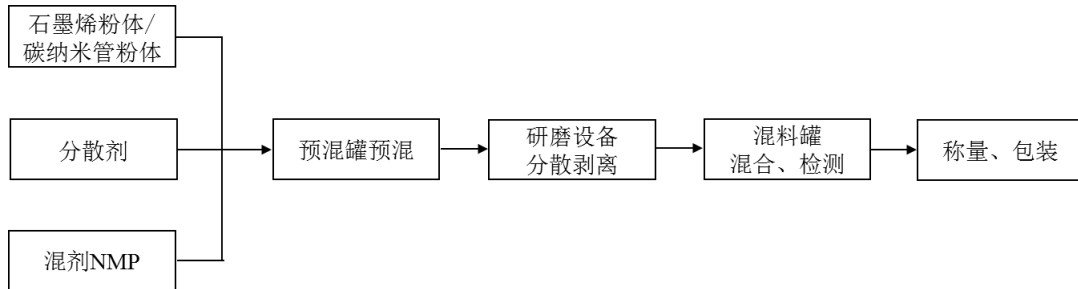 石墨烯粉体/
碳纳米管粉体
分散剂
混剂NMP
预混罐预混
研磨设备
分散剥离
混料罐
混合、检测
称量、包装